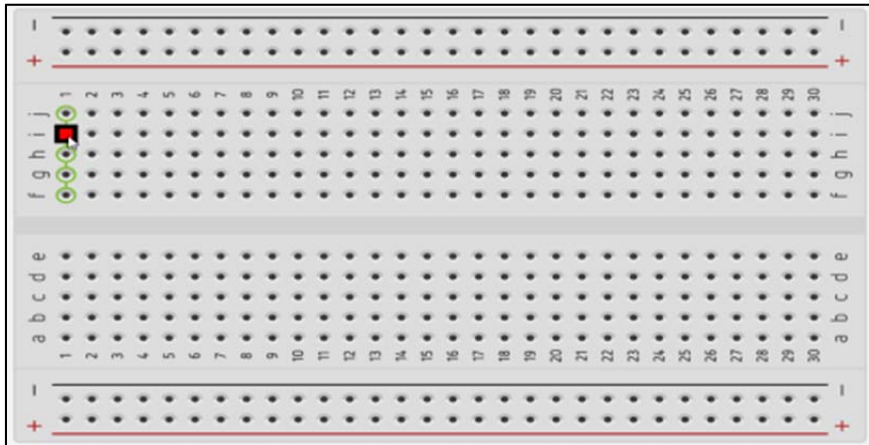 - -
+ +
1 2 3 4 5 6 7 8 9 10 11 12 13 14 15 16 17 18 19 20 21 22 23 24 25 26 27 28 29 30
j j
i i
h h
g g
f f
e e
d d
c c
b b
a a
1 2 3 4 5 6 7 8 9 10 11 12 13 14 15 16 17 18 19 20 21 22 23 24 25 26 27 28 29 30
- -
+ +